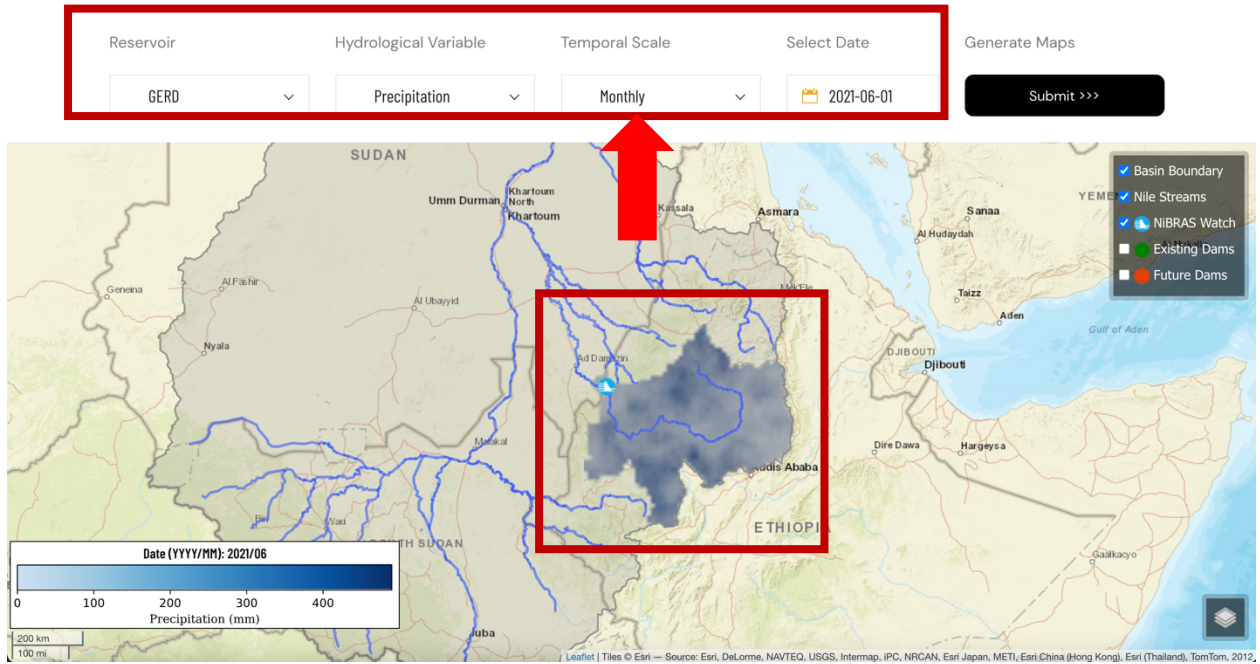 Reservoir
Hydrological Variable
Temporal Scale
Select Date
Generate Maps
GERD
Precipitation
Monthly
2021-06-01
Submit >>>
SUDAN
Basin Boundary
Nile Streams
NiBRAS Watch
Existing Dams
Future Dams
YEME
Umm Durman
Khartoum
North
Khartoum
Kassala
Asmara
Sanaa
Al Hudaydah
Al Fashir
Geneina
Al Ubayyid
Taizz
Aden
Gulf of Aden
Nyala
Ad Damazin
DJIBOUTI
Djibouti
Malakal
Dire Dawa
Hargeysa
Addis Ababa
Wau
ETHIOPIA
SOUTH SUDAN
Gaalkacyo
Juba
Date (YYYY/MM): 2021/06
0 100 200 300 400
Precipitation (mm)
200 km
100 mi
Leaflet | Tiles © Esri — Source: Esri, DeLorme, NAVTEQ, USGS, Intermap, iPC, NRCAN, Esri Japan, METI, Esri China (Hong Kong), Esri (Thailand), TomTom, 2012